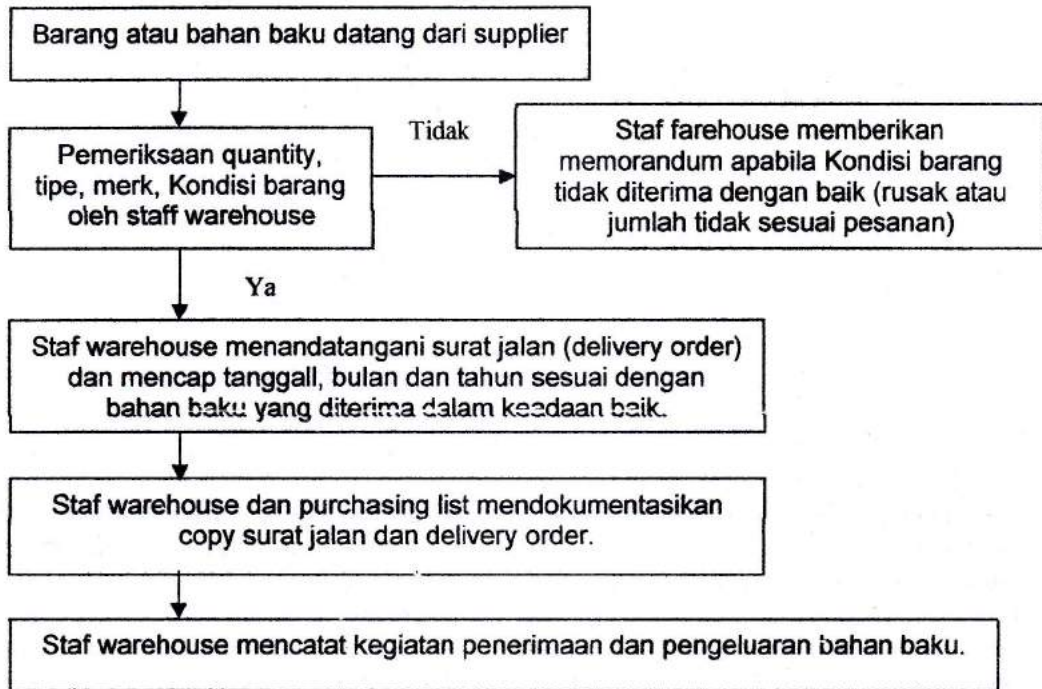 Barang atau bahan baku datang dari supplier
Pemeriksaan quantity,
tipe, merk, Kondisi barang
oleh staff warehouse
Tidak
Staf farehouse memberikan
memorandum apabila Kondisi barang
tidak diterima dengan baik (rusak atau
jumlah tidak sesuai pesanan)
Ya
Staf warehouse menandatangani surat jalan (delivery order)
dan mencap tanggall, bulan dan tahun sesuai dengan
bahan baku yang diterima dalam keadaan baik.
Staf warehouse dan purchasing list mendokumentasikan
copy surat jalan dan delivery order.
Staf warehouse mencatat kegiatan penerimaan dan pengeluaran bahan baku.